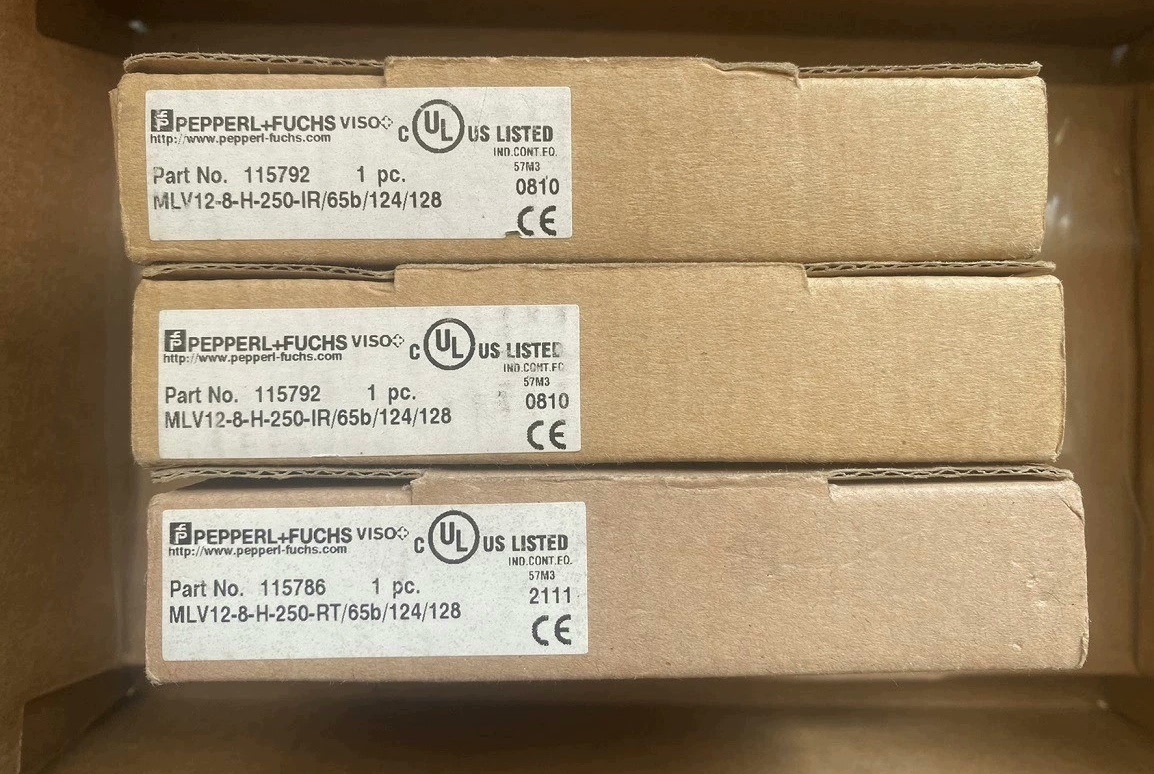 PEPPERL+FUCHS VISO
http://www.pepperl-fuchs.com
C UL US LISTED
IND.CONT.EQ.
57M3
Part No. 115792 1 pc.
0810
MLV12-8-H-250-IR/65b/124/128
CE
PEPPERL+FUCHS VISO
http://www.pepperl-fuchs.com
C UL US LISTED
IND.CONT.EQ
57M3
Part No. 115792 1 pc.
0810
MLV12-8-H-250-IR/65b/124/128
CE
PEPPERL+FUCHS VISO
http://www.pepperl-fuchs.com
C UL US LISTED
IND.CONT.EQ.
57M3
Part No. 115786 1 pc.
2111
MLV12-8-H-250-RT/65b/124/128
CE